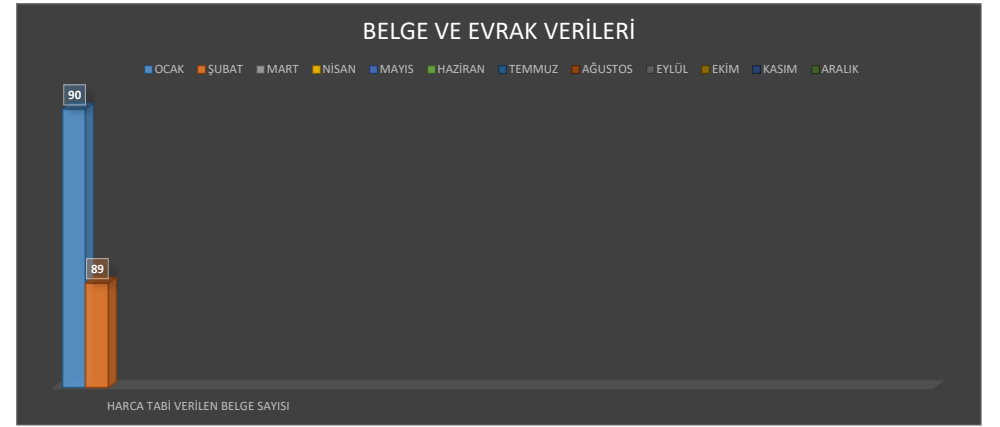 BELGE VE EVRAK VERİLERİ
OCAK ŞUBAT MART NİSAN MAYIS HAZİRAN TEMMUZ AĞUSTOS EYLÜL EKİM KASIM ARALIK
90
89
HARCA TABİ VERİLEN BELGE SAYISI